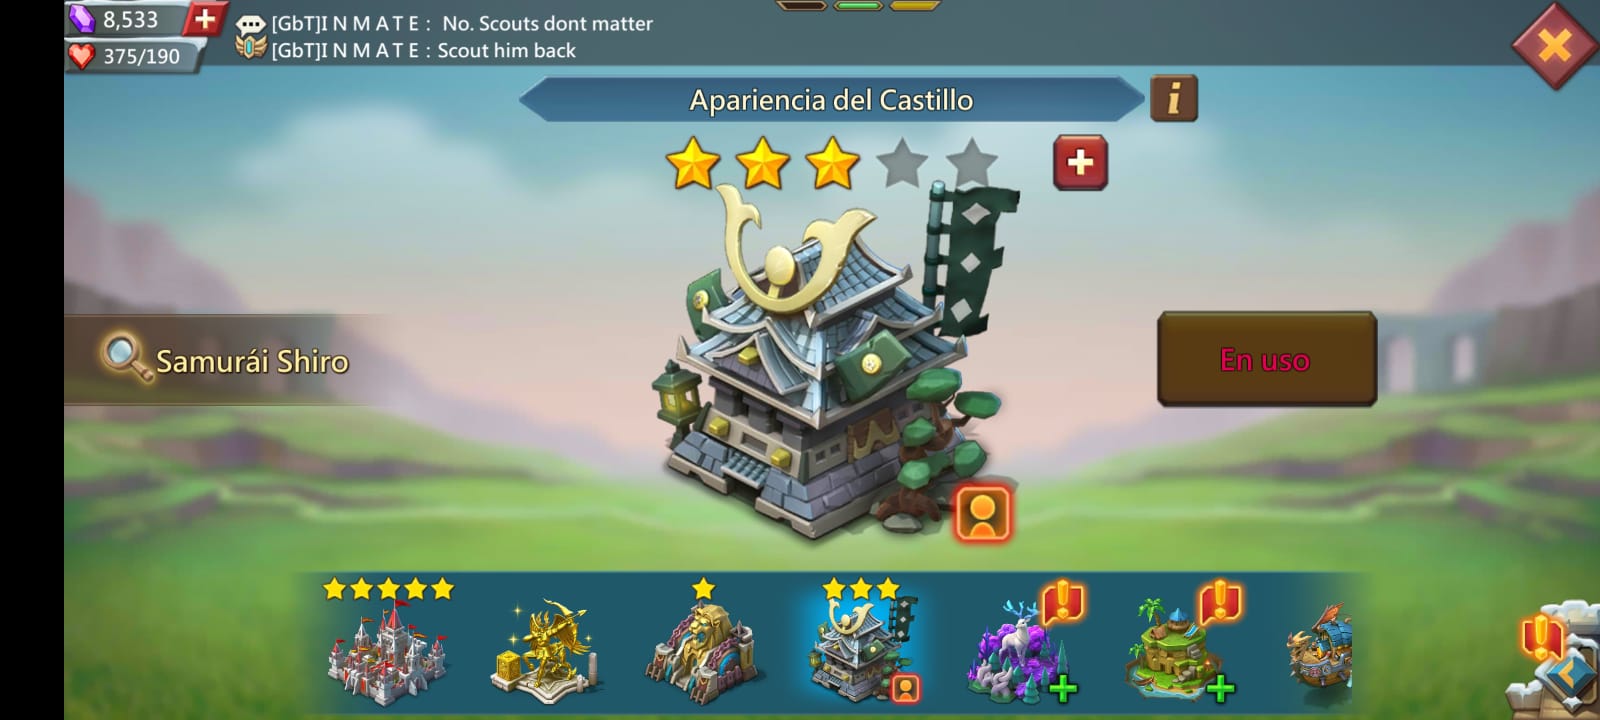 8,533
[GbT]I N M A T E : No. Scouts dont matter
375/190
[GbT]I N M A T E : Scout him back
Apariencia del Castillo
i
Samurái Shiro
En uso